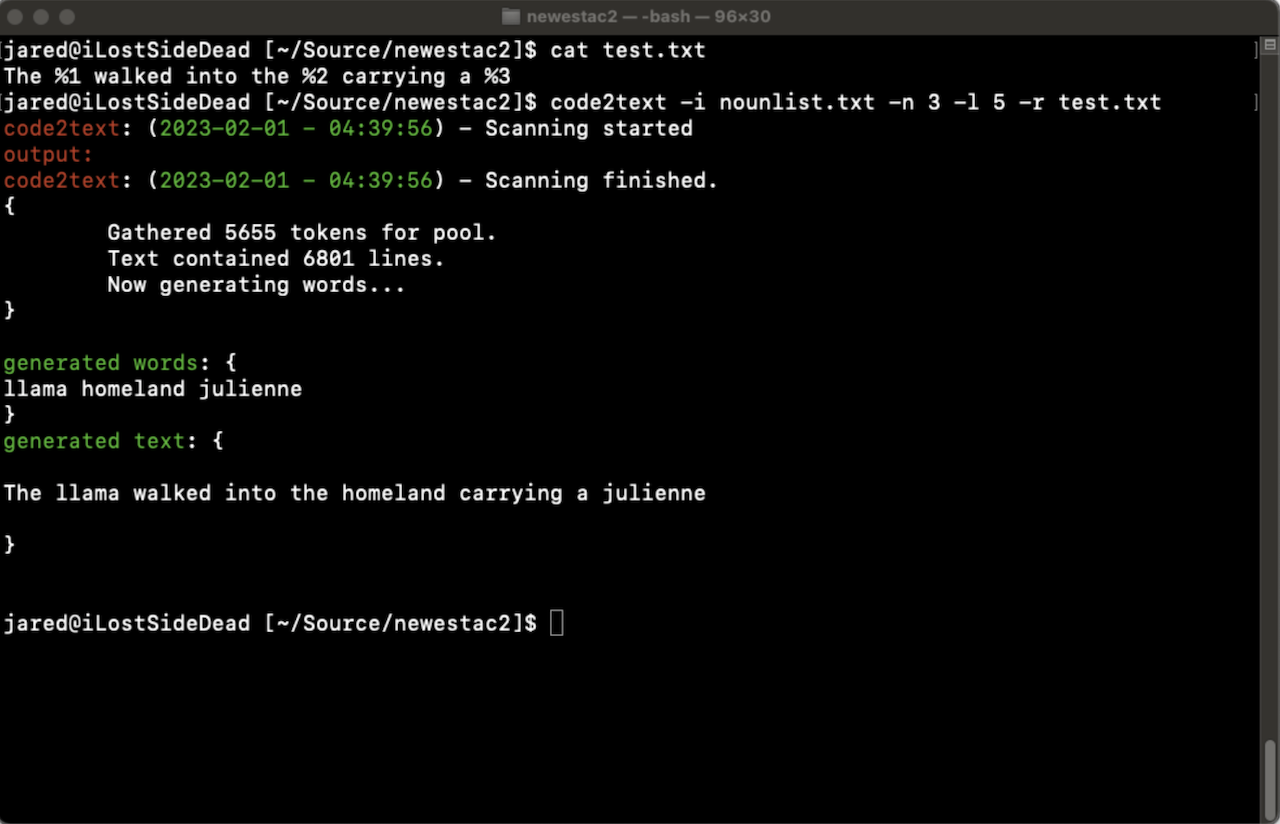 newestac2 — -bash — 96×30
[jared@iLostSideDead [~/Source/newestac2]$ cat test.txt ]
The %1 walked into the %2 carrying a %3
[jared@iLostSideDead [~/Source/newestac2]$ code2text -i nounlist.txt -n 3 -l 5 -r test.txt ]
code2text: (2023-02-01 - 04:39:56) - Scanning started
output:
code2text: (2023-02-01 - 04:39:56) - Scanning finished.
{
Gathered 5655 tokens for pool.
Text contained 6801 lines.
Now generating words...
}
generated words: {
llama homeland julienne
}
generated text: {
The llama walked into the homeland carrying a julienne
}
jared@iLostSideDead [~/Source/newestac2]$